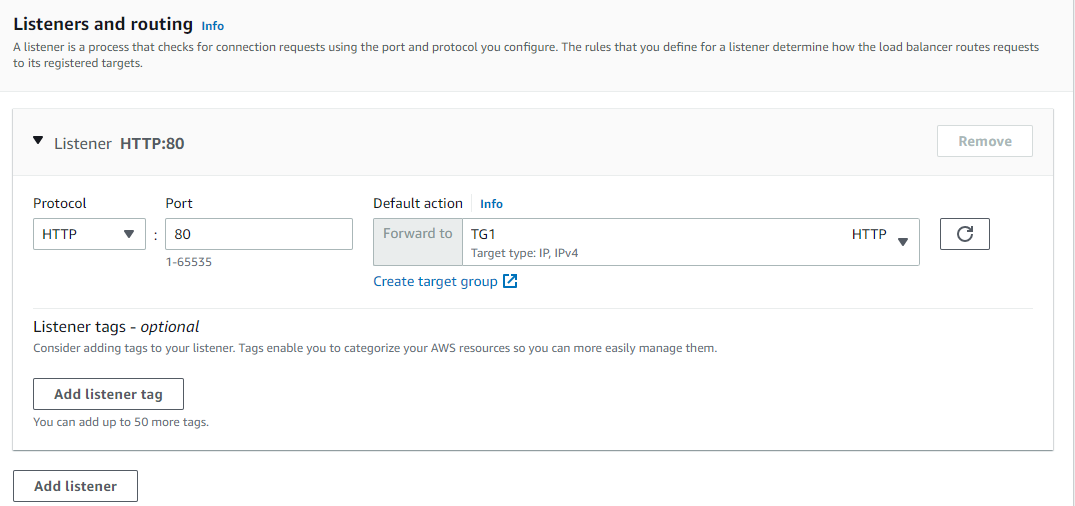 Listeners and routing Info
A listener is a process that checks for connection requests using the port and protocol you configure. The rules that you define for a listener determine how the load balancer routes requests
to its registered targets.
Listener HTTP:80
Remove
Protocol Port Default action Info
HTTP : 80 Forward to TG1 HTTP
Target type: IP, IPv4
1-65535
Create target group
Listener tags - optional
Consider adding tags to your listener. Tags enable you to categorize your AWS resources so you can more easily manage them.
Add listener tag
You can add up to 50 more tags.
Add listener